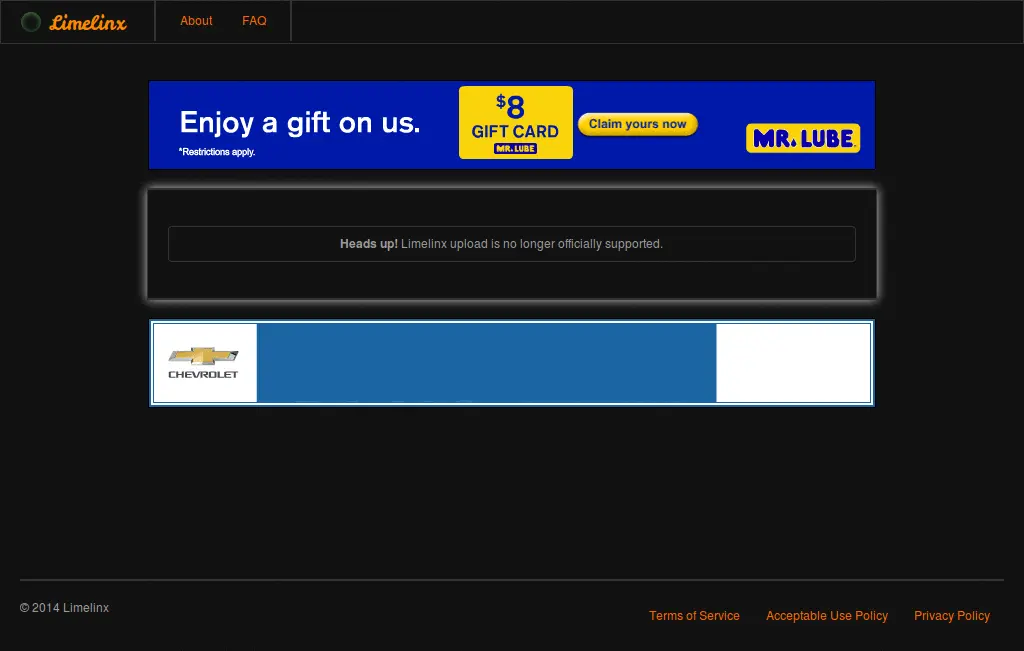 Limelinx About FAQ
Enjoy a gift on us.
*Restrictions apply.
$8
GIFT CARD
MR. LUBE
Claim yours now
MR. LUBE
Heads up! Limelinx upload is no longer officially supported.
CHEVROLET
© 2014 Limelinx
Terms of Service Acceptable Use Policy Privacy Policy